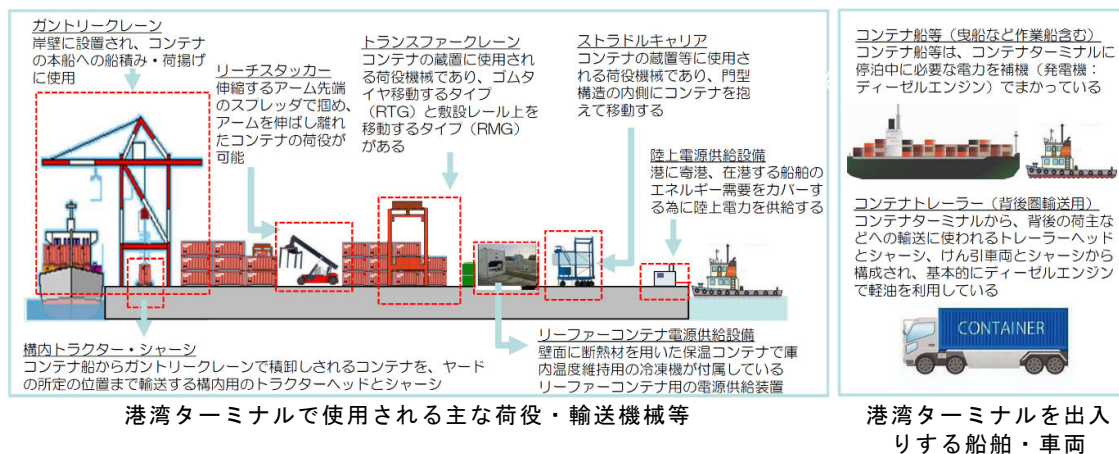 ガントリークレーン
岸壁に設置され、コンテナ
の本船への船積み・荷揚げ
に使用
リーチスタッカー
伸縮するアーム先端
のスプレッダで掴め、
アームを伸ばし離れ
たコンテナの荷役が
可能
トランスファークレーン
コンテナの蔵置に使用され
る荷役機械であり、ゴムタ
イヤ移動するタイプ
（RTG）と敷設レール上を
移動するタイプ（RMG）
がある
ストラドルキャリア
コンテナの蔵置等に使用さ
れる荷役機械であり、門型
構造の内側にコンテナを抱
えて移動する
陸上電源供給設備
港に寄港、在港する船舶の
エネルギー需要をカバーす
る為に陸上電力を供給する
構内トラクター・シャーシ
コンテナ船からガントリークレーンで積卸しされるコンテナを、ヤード
の所定の位置まで輸送する構内用のトラクターヘッドとシャーシ
リーファーコンテナ電源供給設備
壁面に断熱材を用いた保温コンテナで庫
内温度維持用の冷凍機が付属している
リーファーコンテナ用の電源供給装置
港湾ターミナルで使用される主な荷役・輸送機械等
コンテナ船等（曳船など作業船含む）
コンテナ船等は、コンテナターミナルに
停泊中に必要な電力を補機（発電機：
ディーゼルエンジン）でまかっている
コンテナトレーラー（背後圏輸送用）
コンテナターミナルから、背後の荷主な
どへの輸送に使われるトレーラーヘッド
とシャーシ、けん引車両とシャーシから
構成され、基本的にディーゼルエンジン
で軽油を利用している
CONTAINER
港湾ターミナルを出入
りする船舶・車両